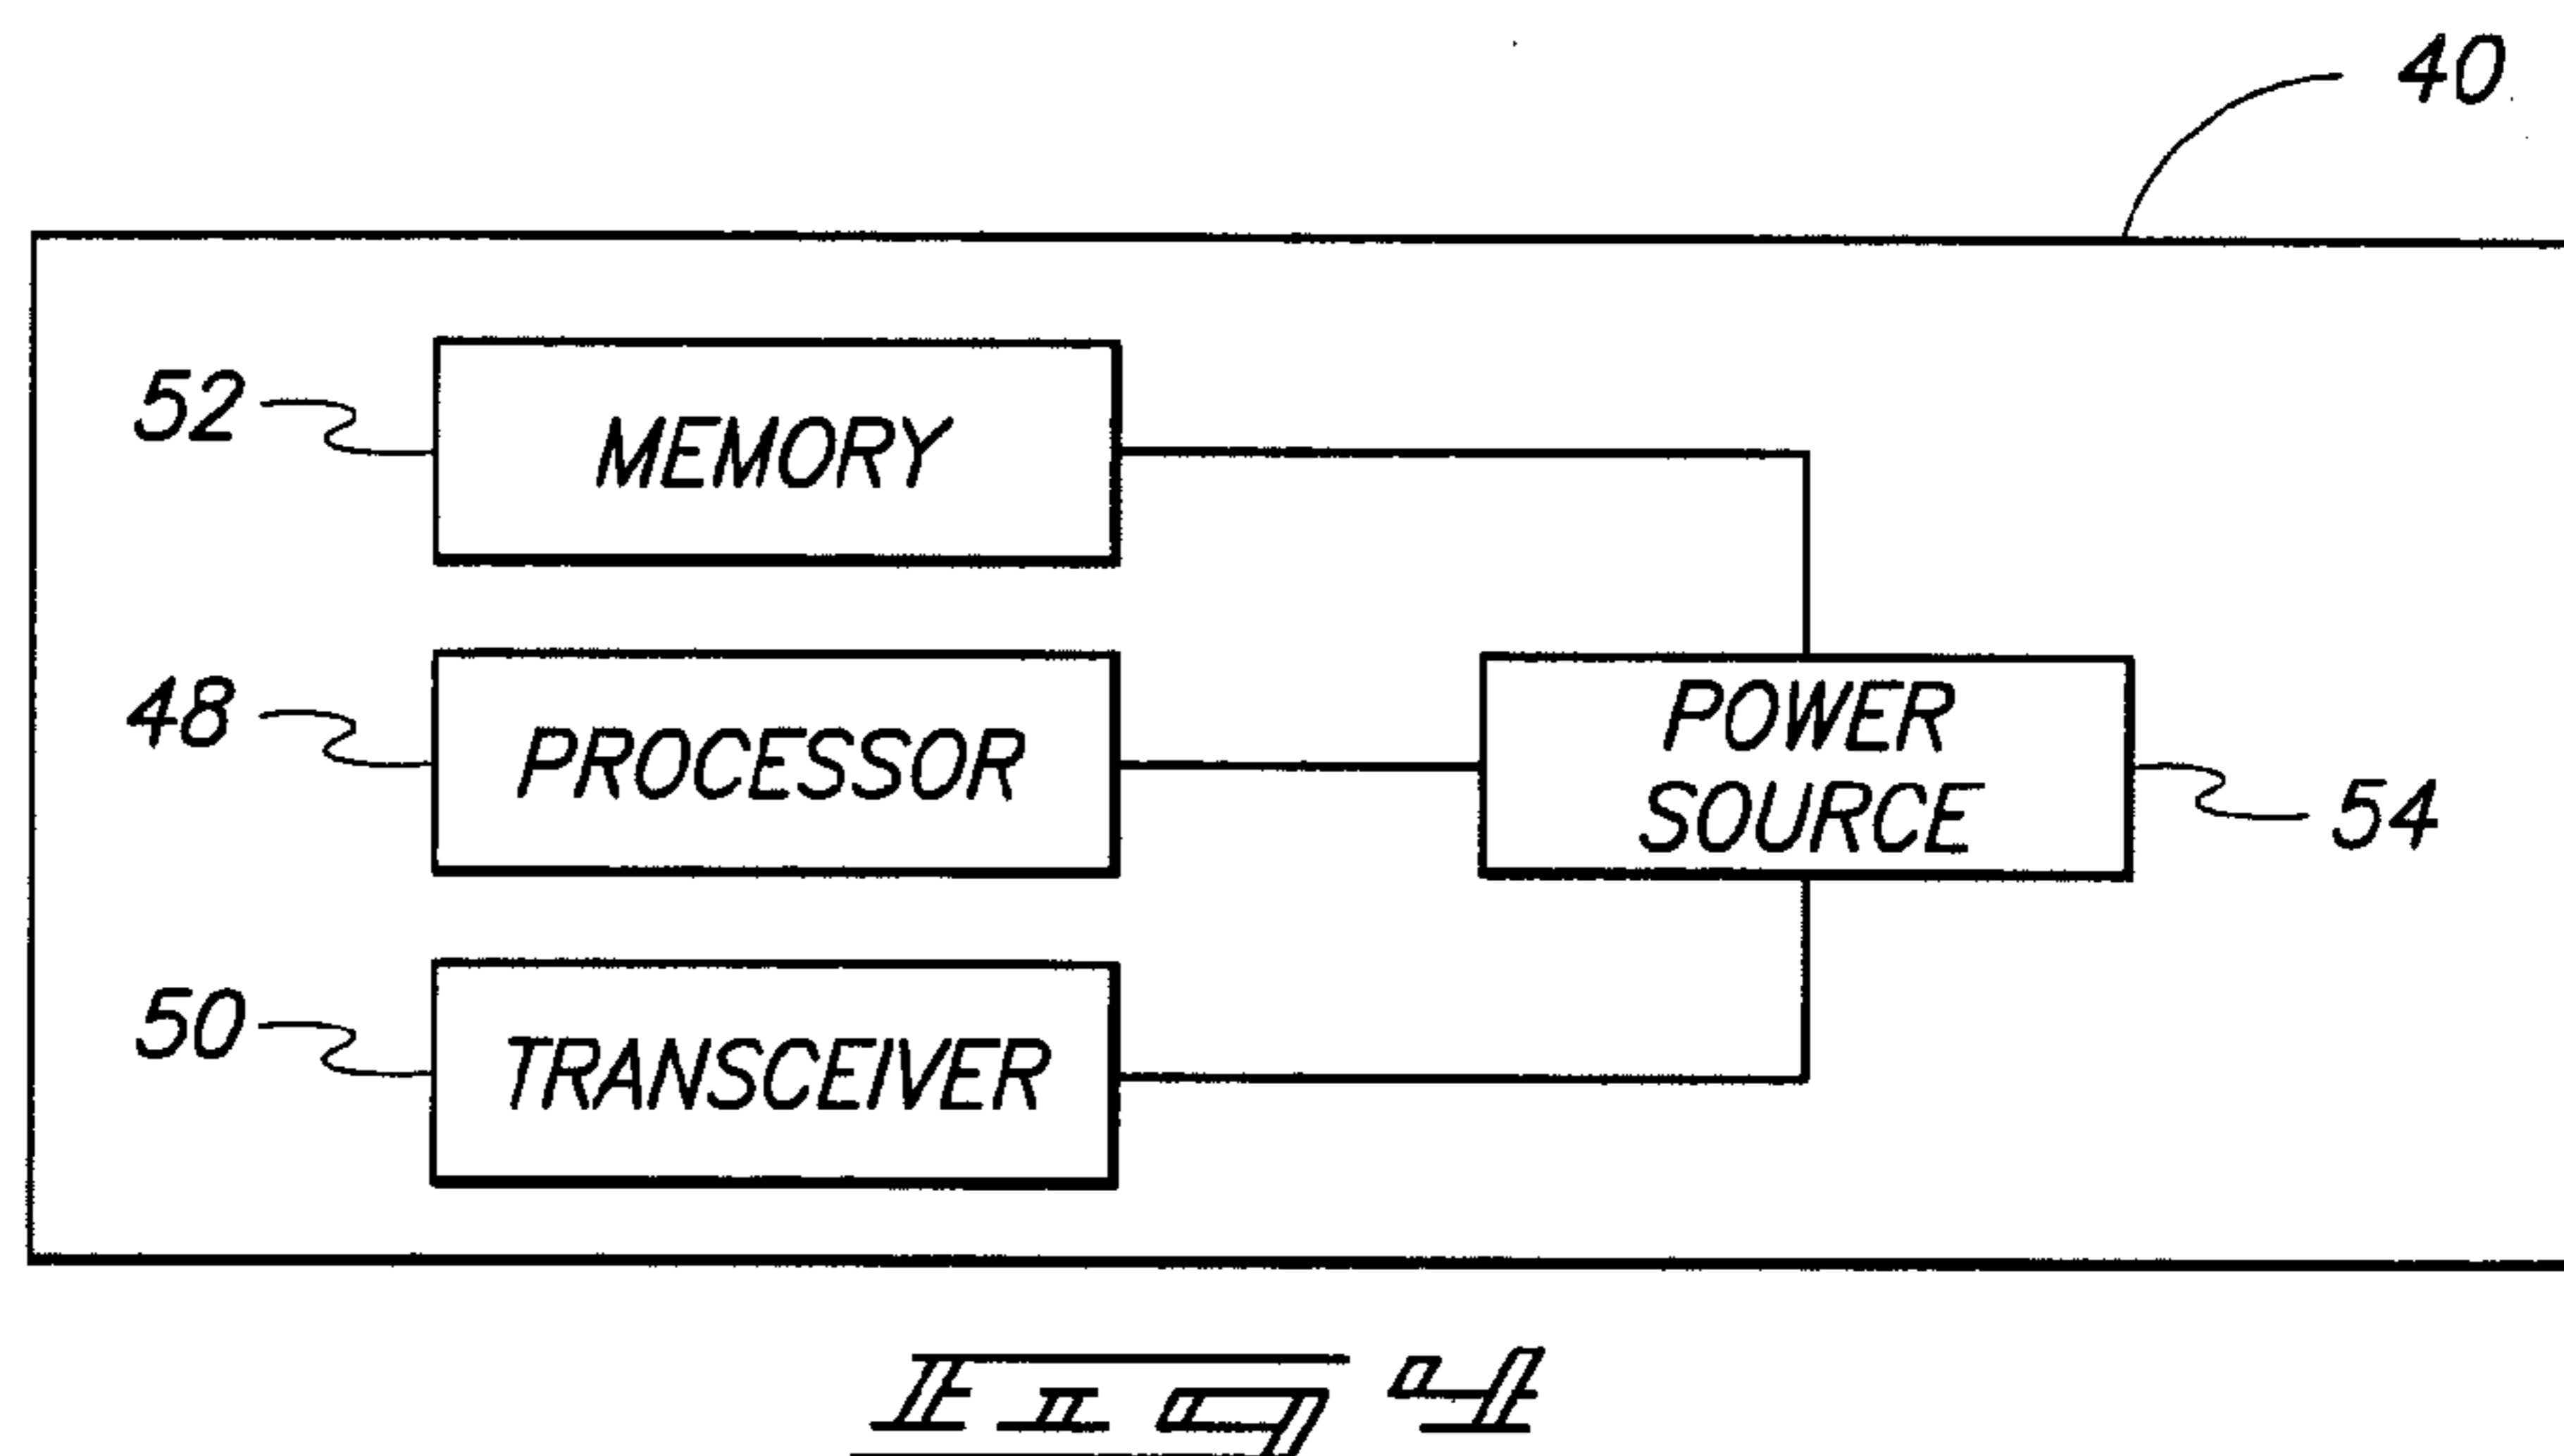 40
52
MEMORY
48
PROCESSOR
POWER
SOURCE
54
50
TRANSCEIVER
Fig 4